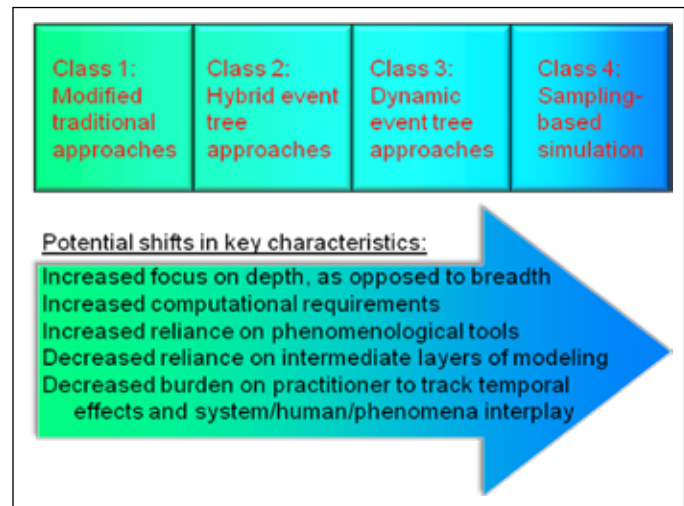 Class 1:
Modified
traditional
approaches
Class 2:
Hybrid event
tree
approaches
Class 3:
Dynamic
event tree
approaches
Class 4:
Sampling-
based
simulation
Potential shifts in key characteristics:
Increased focus on depth, as opposed to breadth
Increased computational requirements
Increased reliance on phenomenological tools
Decreased reliance on intermediate layers of modeling
Decreased burden on practitioner to track temporal
effects and system/human/phenomena interplay